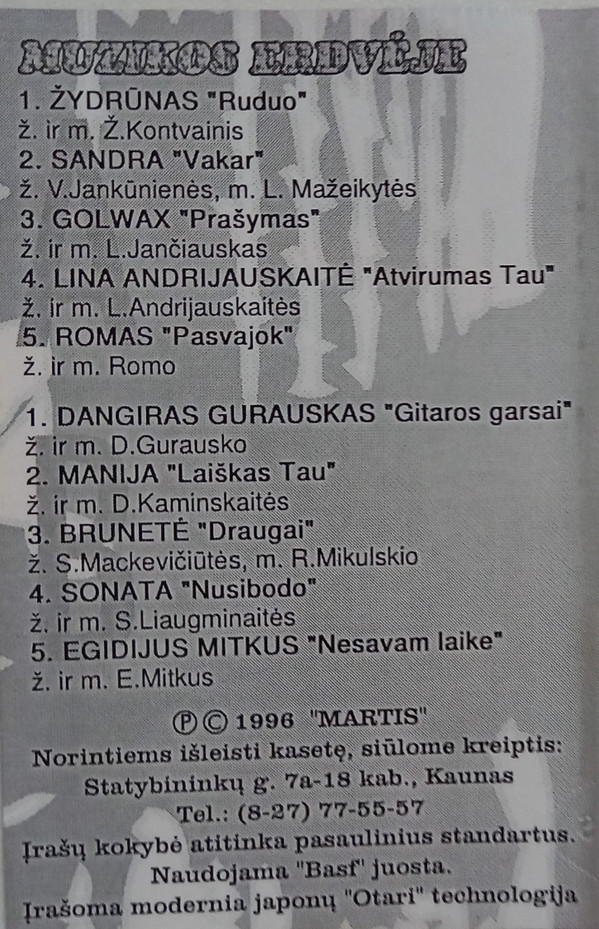 MUZIKOS ERDVĖJE
1. ŽYDRŪNAS "Ruduo"
ž. ir m. Ž.Kontvainis
2. SANDRA "Vakar"
ž. V.Jankūnienės, m. L. Mažeikytės
3. GOLWAX "Prašymas"
ž. ir m. L.Jančiauskas
4. LINA ANDRIJAUSKAITĖ "Atvirumas Tau"
ž. ir m. L.Andrijauskaitės
5. ROMAS "Pasvajok"
ž. ir m. Romo
1. DANGIRAS GURAUSKAS "Gitaros garsai"
ž. ir m. D.Gurausko
2. MANIJA "Laiškas Tau"
ž. ir m. D.Kaminskaitės
3. BRUNETĖ "Draugai"
ž. S.Mackevičiūtės, m. R.Mikulskio
4. SONATA "Nusibodo"
ž. ir m. S.Liaugminaitės
5. EGIDIJUS MITKUS "Nesavam laike"
ž. ir m. E.Mitkus
Ⓟ © 1996 "MARTIS"
Norintiems išleisti kasetę, siūlome kreiptis:
Statybininkų g. 7a-18 kab., Kaunas
Tel.: (8-27) 77-55-57
Įrašų kokybė atitinka pasaulinius standartus.
Naudojama "Basf" juosta.
Įrašoma modernia japonų "Otari" technologija